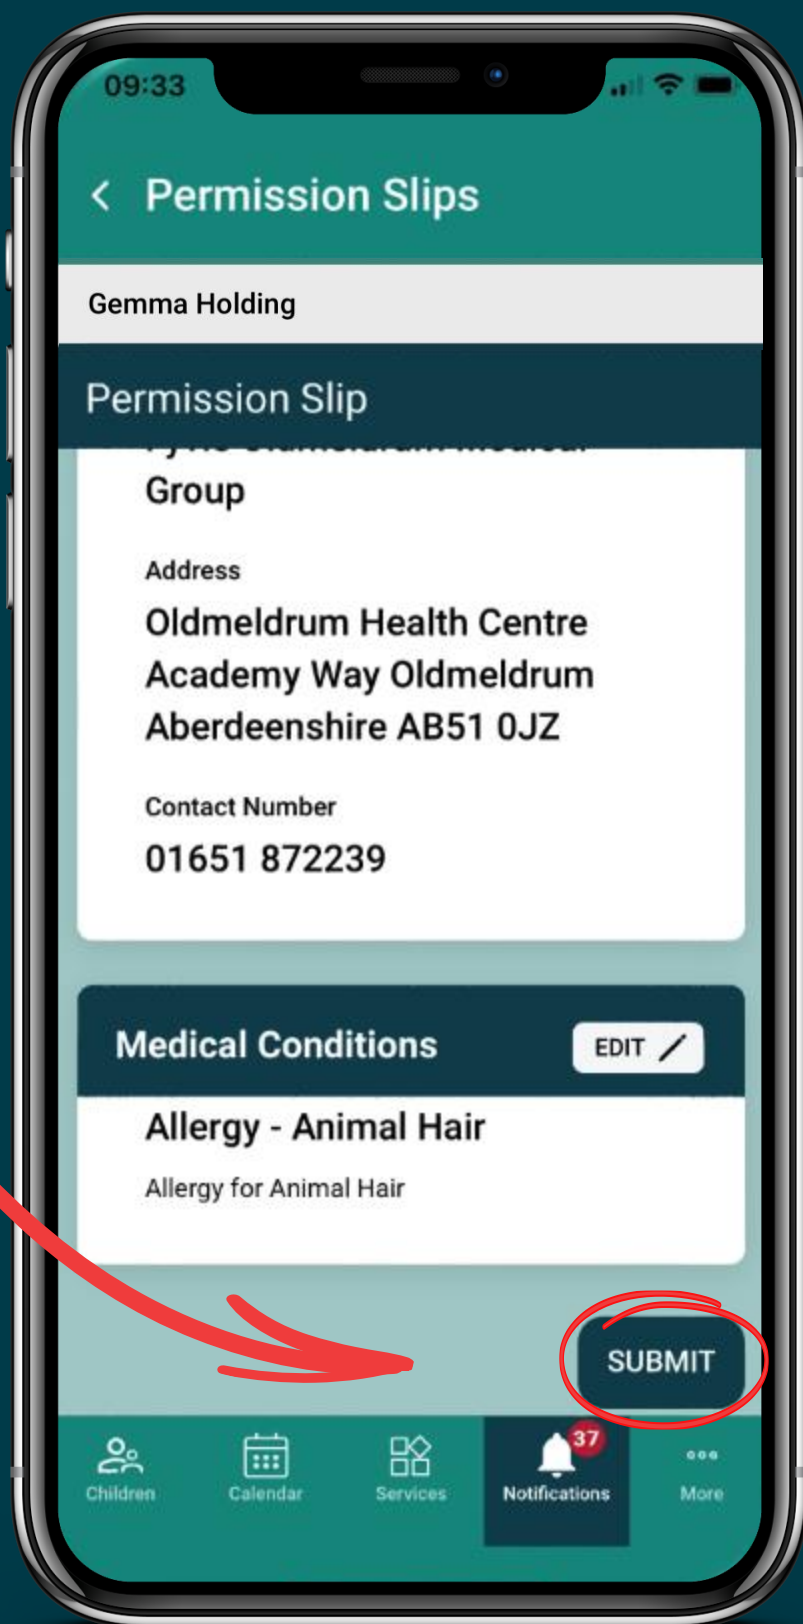 09:33
Permission Slips
Gemma Holding
Permission Slip
Group
Address
Oldmeldrum Health Centre
Academy Way Oldmeldrum
Aberdeenshire AB51 0JZ
Contact Number
01651 872239
Medical Conditions
EDIT
Allergy - Animal Hair
Allergy for Animal Hair
SUBMIT
37
Children Calendar Services Notifications More